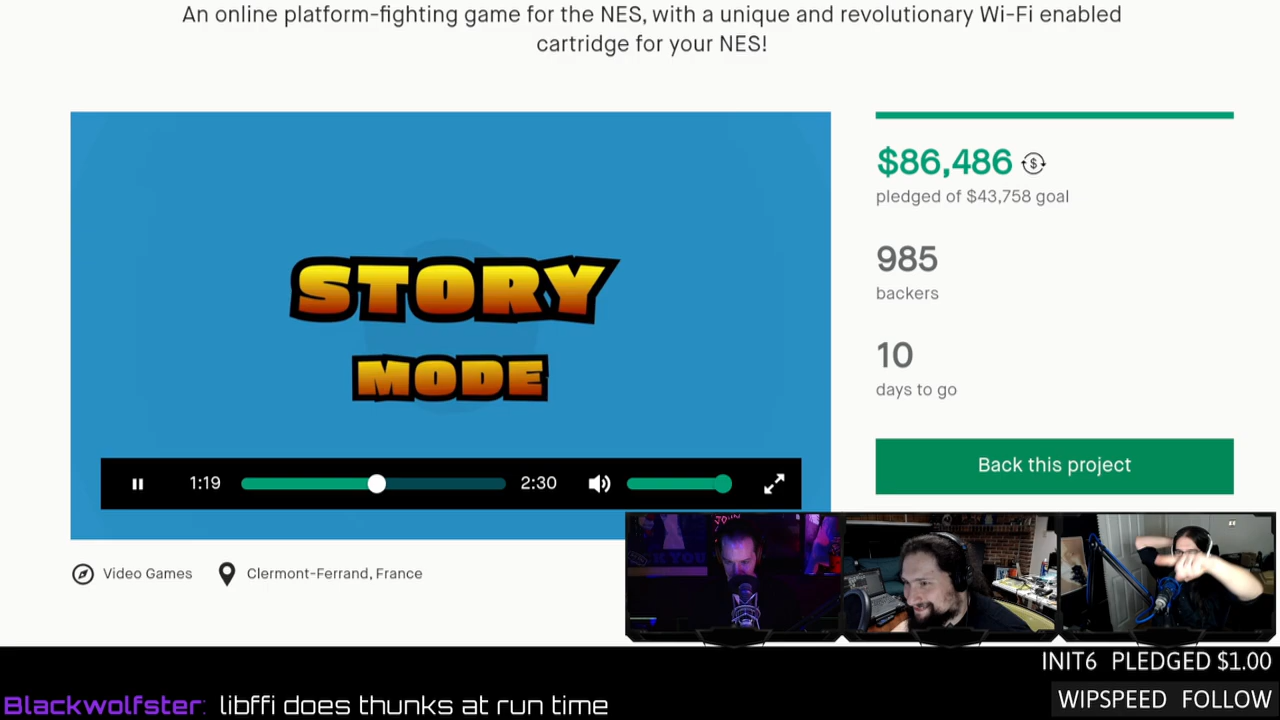 An online platform-fighting game for the NES, with a unique and revolutionary Wi-Fi enabled
cartridge for your NES!
STORY
MODE
1:19
2:30
$86,486
pledged of $43,758 goal
985
backers
10
days to go
Back this project
Video Games
Clermont-Ferrand, France
INIT6 PLEDGED $1.00
WIPSPEED FOLLOW
Blackwolfster: libffi does thunks at run time